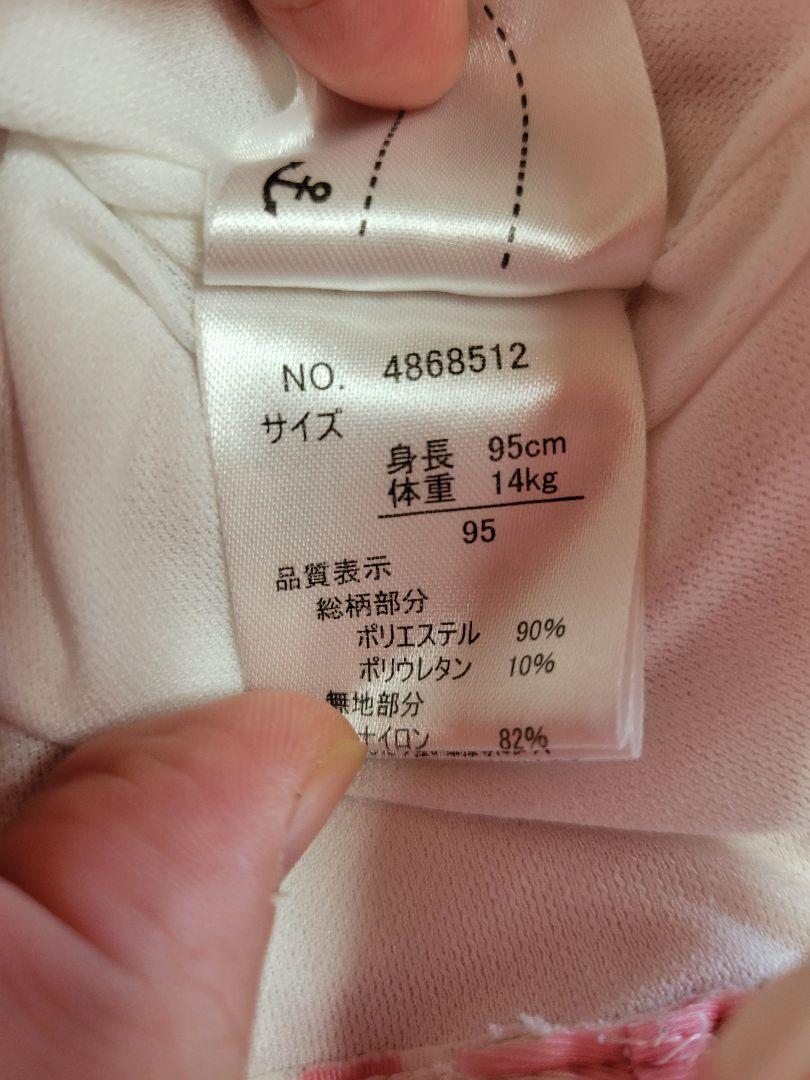 NO. 4868512
サイズ
身長 95cm
体重 14kg
95
品質表示
総柄部分
ポリエステル 90%
ポリウレタン 10%
無地部分
ナイロン 82%